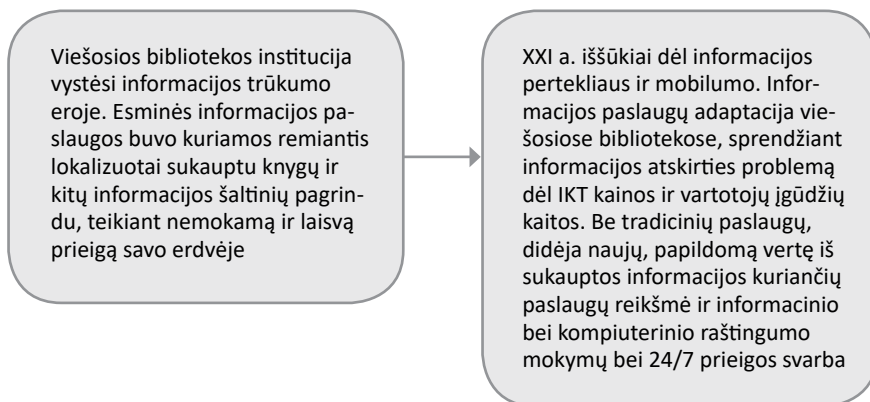 Viešosios bibliotekos institucija
vystėsi informacijos trūkumo
eroje. Esminės informacijos pa-
slaugos buvo kuriamos remiantis
lokalizuotai sukauptu knygų ir
kitų informacijos šaltinių pagrin-
du, teikiant nemokamą ir laisvą
prieigą savo erdvėje
XXI a. iššūkiai dėl informacijos
pertekliaus ir mobilumo. Infor-
macijos paslaugų adaptacija vie-
šosiose bibliotekose, sprendžiant
informacijos atskirties problemą
dėl IKT kainos ir vartotojų įgūdžių
kaitos. Be tradicinių paslaugų,
didėja naujų, papildomą vertę iš
sukauptos informacijos kuriančių
paslaugų reikšmė ir informacinio
bei kompiuterinio raštingumo
mokymų bei 24/7 prieigos svarba